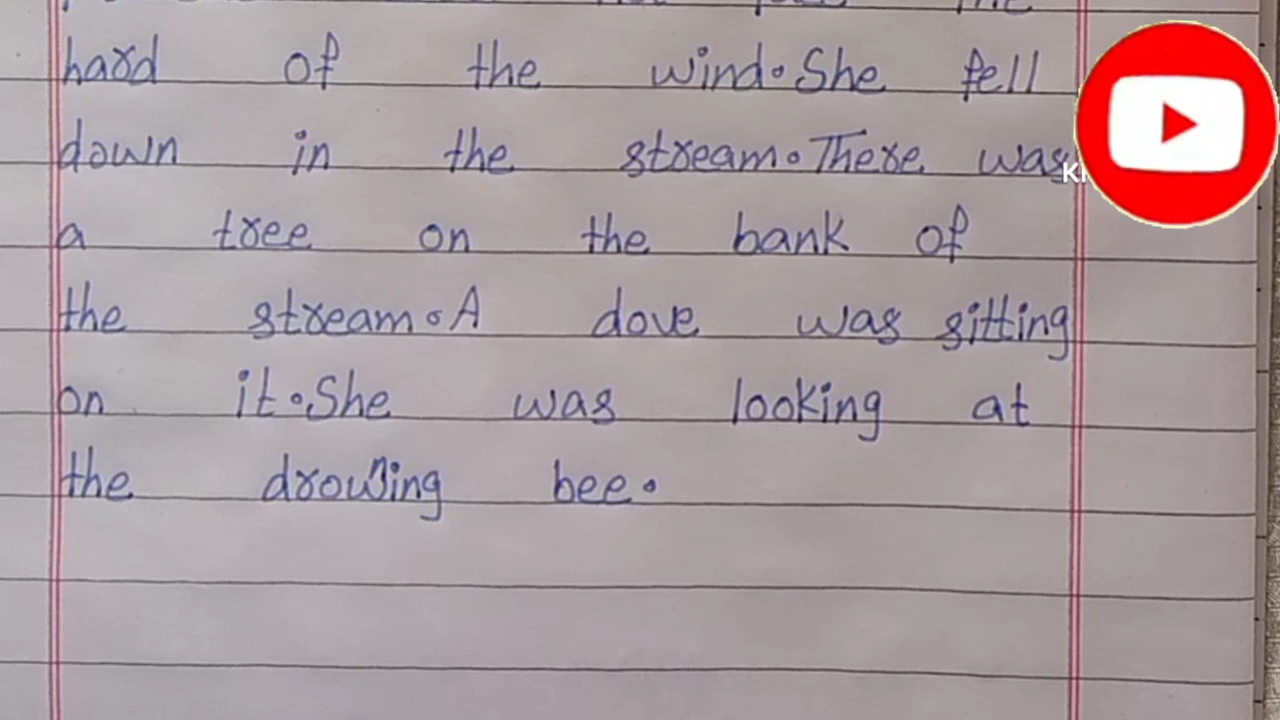 hard of the wind. She fell
down in the stream. There was
a tree on the bank of
the stream. A dove was sitting
on it. She was looking at
the drowning bee.